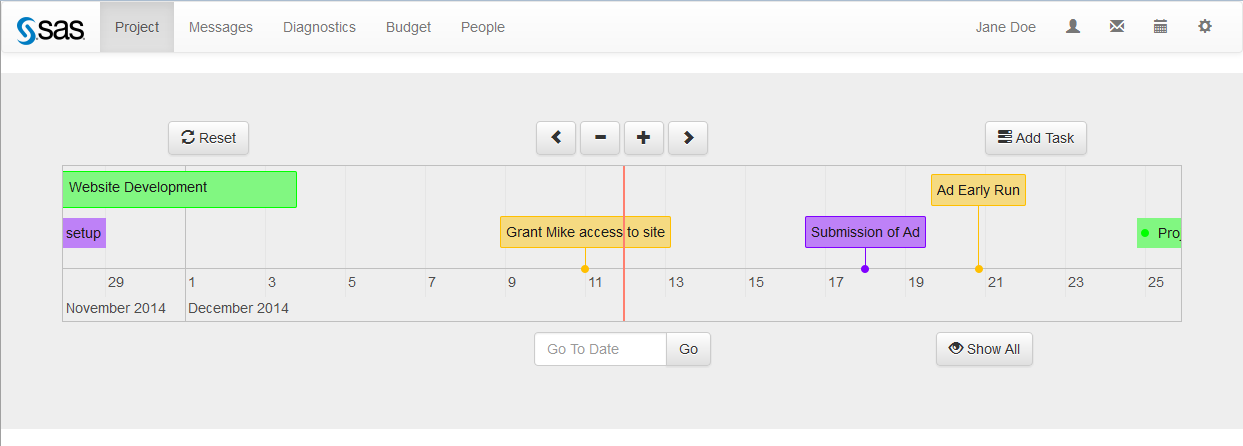 sas Project Messages Diagnostics Budget People Jane Doe
Reset Add Task
Website Development
Ad Early Run
setup Grant Mike access to site Submission of Ad
29 1 3 5 7 9 11 13 15 17 19 21 23 25
November 2014 December 2014
Go To Date Go Show All